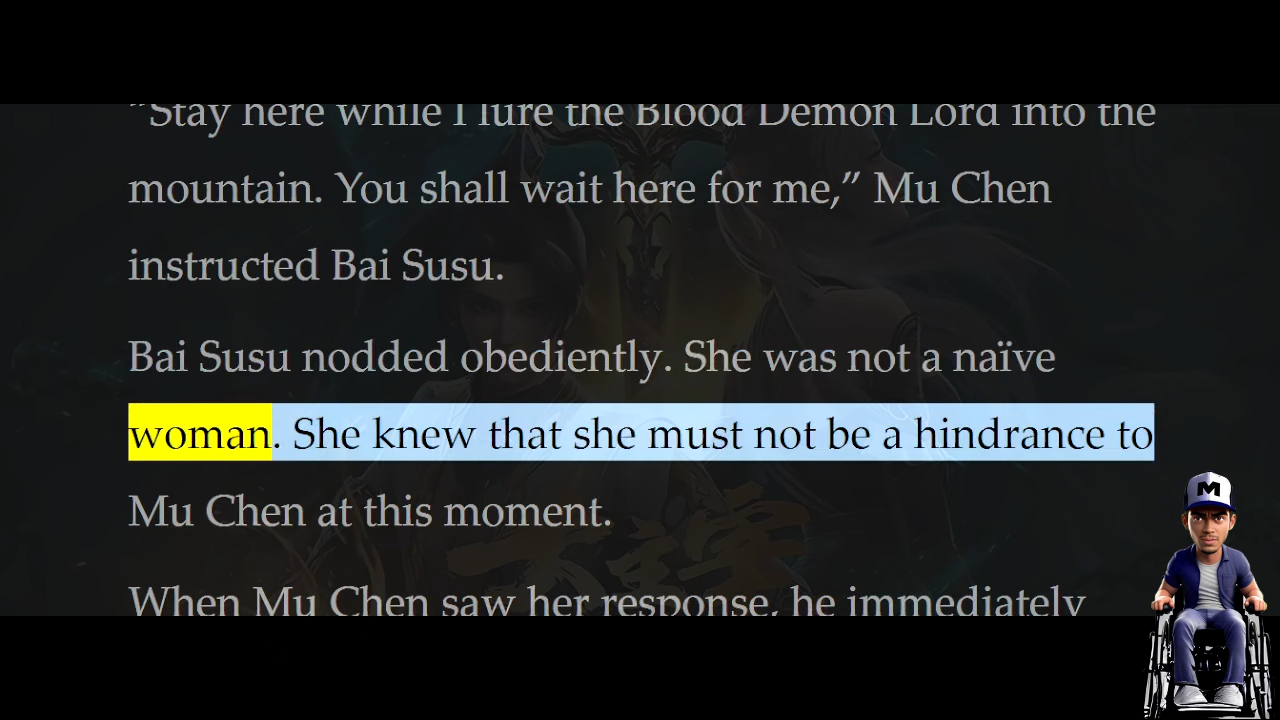 “Stay here while I lure the Blood Demon Lord into the
mountain. You shall wait here for me,” Mu Chen
instructed Bai Susu.
Bai Susu nodded obediently. She was not a naïve
woman. She knew that she must not be a hindrance to
Mu Chen at this moment.
When Mu Chen saw her response, he immediately
M
M